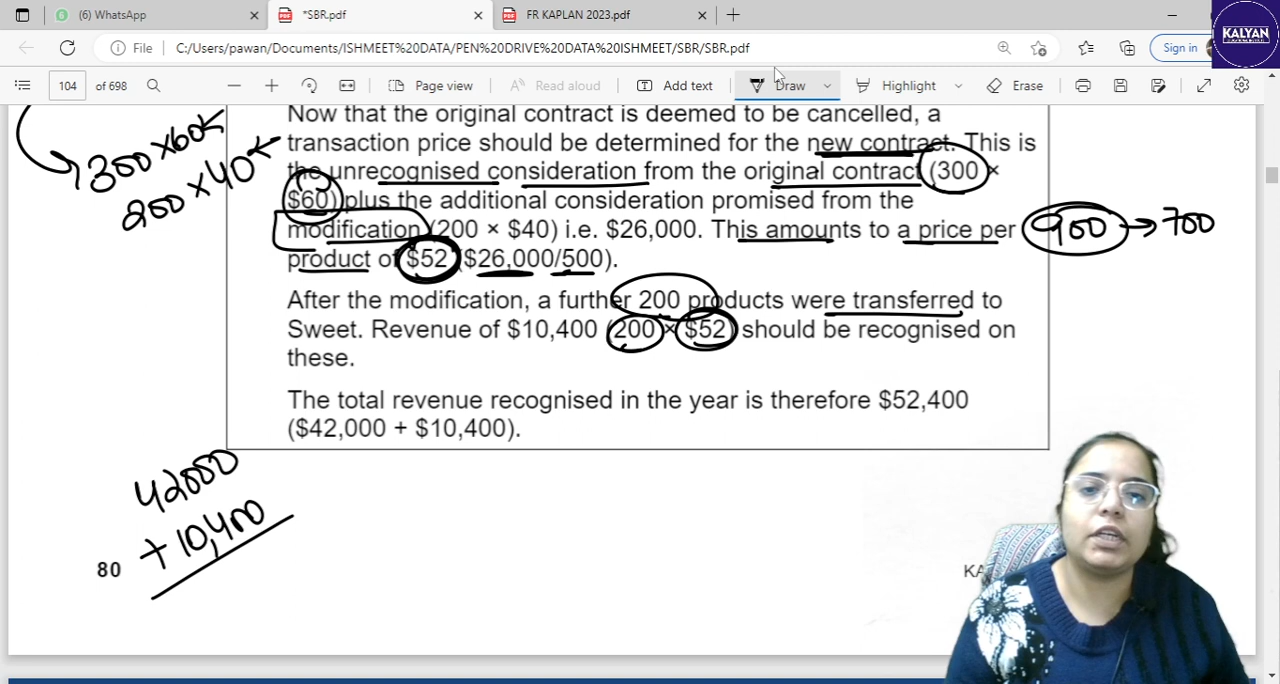 (6) WhatsApp
*SBR.pdf
FR KAPLAN 2023.pdf
KALYAN
File C:/Users/pawan/Documents/ISHMEET%20DATA/PEN%20DRIVE%20DATA%20ISHMEET/SBR/SBR.pdf
Sign in
104 of 698
Page view
Read aloud
Add text
Draw
Highlight
Erase
Now that the original contract is deemed to be cancelled, a
transaction price should be determined for the new contract. This is
the unrecognised consideration from the original contract (300 ×
$60) plus the additional consideration promised from the
modification (200 × $40) i.e. $26,000. This amounts to a price per
product of $52 ($26,000/500).
300×60
200×40
900 → 700
After the modification, a further 200 products were transferred to
Sweet. Revenue of $10,400 (200 × $52) should be recognised on
these.
The total revenue recognised in the year is therefore $52,400
($42,000 + $10,400).
42000
+10,400
80
KA